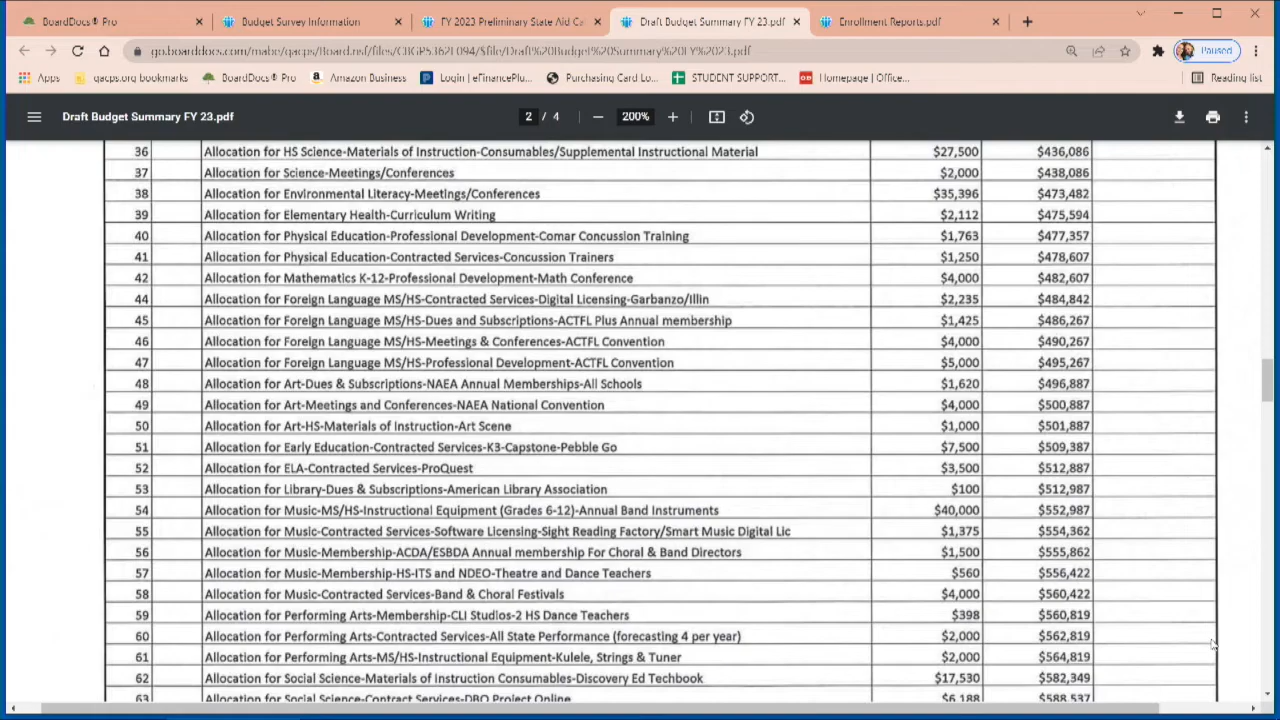 BoardDocs® Pro
Budget Survey Information
FY 2023 Preliminary State Aid Ca
Draft Budget Summary FY 23.pdf
Enrollment Reports.pdf
Paused
Apps
qacps.org bookmarks
BoardDocs® Pro
Amazon Business
Login | eFinancePlu...
Purchasing Card Lo...
STUDENT SUPPORT...
Homepage | Office...
Reading list
Draft Budget Summary FY 23.pdf
2 / 4
200%
36 Allocation for HS Science-Materials of Instruction-Consumables/Supplemental Instructional Material $27,500 $436,086
37 Allocation for Science-Meetings/Conferences $2,000 $438,086
38 Allocation for Environmental Literacy-Meetings/Conferences $35,396 $473,482
39 Allocation for Elementary Health-Curriculum Writing $2,112 $475,594
40 Allocation for Physical Education-Professional Development-Comar Concussion Training $1,763 $477,357
41 Allocation for Physical Education-Contracted Services-Concussion Trainers $1,250 $478,607
42 Allocation for Mathematics K-12-Professional Development-Math Conference $4,000 $482,607
44 Allocation for Foreign Language MS/HS-Contracted Services-Digital Licensing-Garbanzo/Illin $2,235 $484,842
45 Allocation for Foreign Language MS/HS-Dues and Subscriptions-ACTFL Plus Annual membership $1,425 $486,267
46 Allocation for Foreign Language MS/HS-Meetings & Conferences-ACTFL Convention $4,000 $490,267
47 Allocation for Foreign Language MS/HS-Professional Development-ACTFL Convention $5,000 $495,267
48 Allocation for Art-Dues & Subscriptions-NAEA Annual Memberships-All Schools $1,620 $496,887
49 Allocation for Art-Meetings and Conferences-NAEA National Convention $4,000 $500,887
50 Allocation for Art-HS-Materials of Instruction-Art Scene $1,000 $501,887
51 Allocation for Early Education-Contracted Services-K3-Capstone-Pebble Go $7,500 $509,387
52 Allocation for ELA-Contracted Services-ProQuest $3,500 $512,887
53 Allocation for Library-Dues & Subscriptions-American Library Association $100 $512,987
54 Allocation for Music-MS/HS-Instructional Equipment (Grades 6-12)-Annual Band Instruments $40,000 $552,987
55 Allocation for Music-Contracted Services-Software Licensing-Sight Reading Factory/Smart Music Digital Lic $1,375 $554,362
56 Allocation for Music-Membership-ACDA/ESBDA Annual membership For Choral & Band Directors $1,500 $555,862
57 Allocation for Music-Membership-HS-ITS and NDEO-Theatre and Dance Teachers $560 $556,422
58 Allocation for Music-Contracted Services-Band & Choral Festivals $4,000 $560,422
59 Allocation for Performing Arts-Membership-CLI Studios-2 HS Dance Teachers $398 $560,819
60 Allocation for Performing Arts-Contracted Services-All State Performance (forecasting 4 per year) $2,000 $562,819
61 Allocation for Performing Arts-MS/HS-Instructional Equipment-Kulele, Strings & Tuner $2,000 $564,819
62 Allocation for Social Science-Materials of Instruction Consumables-Discovery Ed Techbook $17,530 $582,349
63 Allocation for Social Science-Contract Services-DBQ Project Online $6,188 $588,537